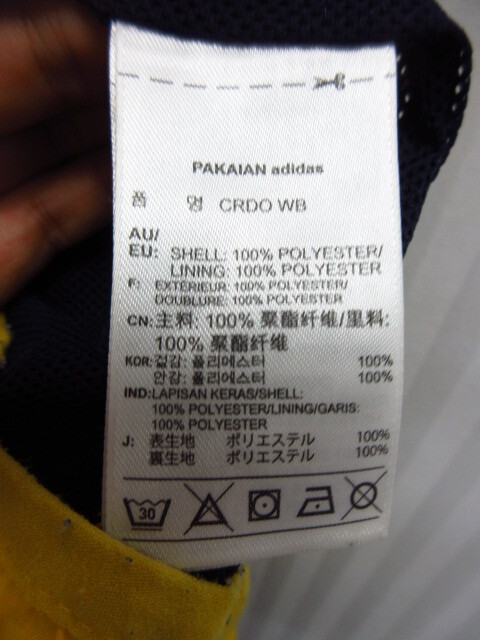 PAKAIAN adidas
품 명 CRDO WB
AU/
EU: SHELL: 100% POLYESTER/
LINING: 100% POLYESTER
F: EXTÉRIEUR: 100% POLYESTER/
DOUBLURE: 100% POLYESTER
CN: 主料: 100% 聚酯纤维/里料:
100% 聚酯纤维
KOR: 겉감: 폴리에스터 100%
안감: 폴리에스터 100%
IND: LAPISAN KERAS/SHELL:
100% POLYESTER/LINING/GARIS:
100% POLYESTER
J: 表生地 ポリエステル 100%
裏生地 ポリエステル 100%
30